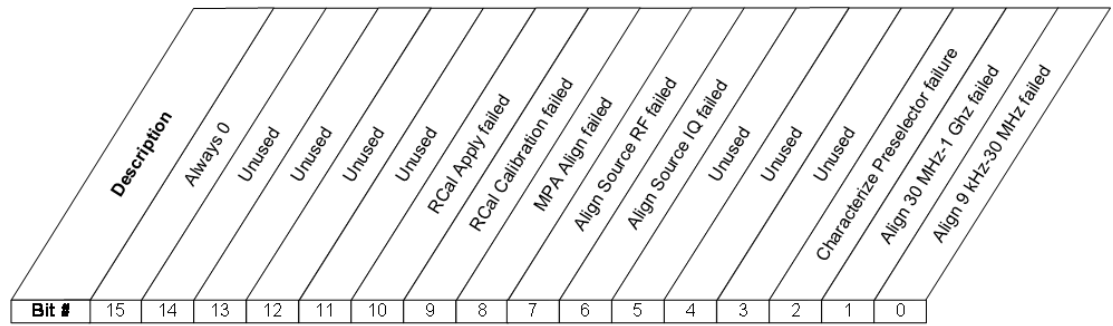 Description
Always 0
Unused
Unused
Unused
Unused
RCal Apply failed
RCal Calibration failed
MPA Align failed
Align Source RF failed
Align Source IQ failed
Unused
Unused
Unused
Characterize Preselector failure
Align 30 MHz-1 Ghz failed
Align 9 kHz-30 MHz failed
Bit # 15 14 13 12 11 10 9 8 7 6 5 4 3 2 1 0